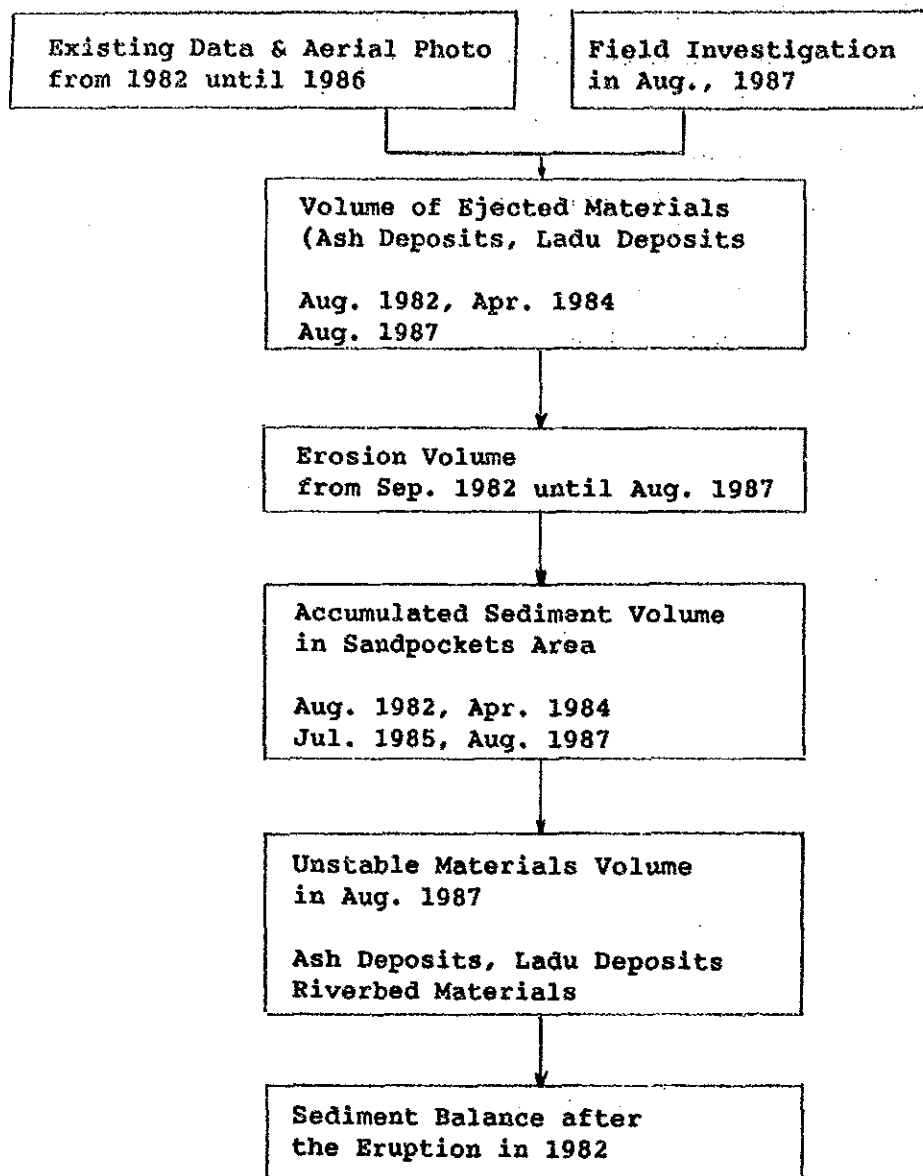 Existing Data & Aerial Photo
from 1982 until 1986
Field Investigation
in Aug., 1987
Volume of Ejected Materials
(Ash Deposits, Ladu Deposits
Aug. 1982, Apr. 1984
Aug. 1987
Erosion Volume
from Sep. 1982 until Aug. 1987
Accumulated Sediment Volume
in Sandpockets Area
Aug. 1982, Apr. 1984
Jul. 1985, Aug. 1987
Unstable Materials Volume
in Aug. 1987
Ash Deposits, Ladu Deposits
Riverbed Materials
Sediment Balance after
the Eruption in 1982